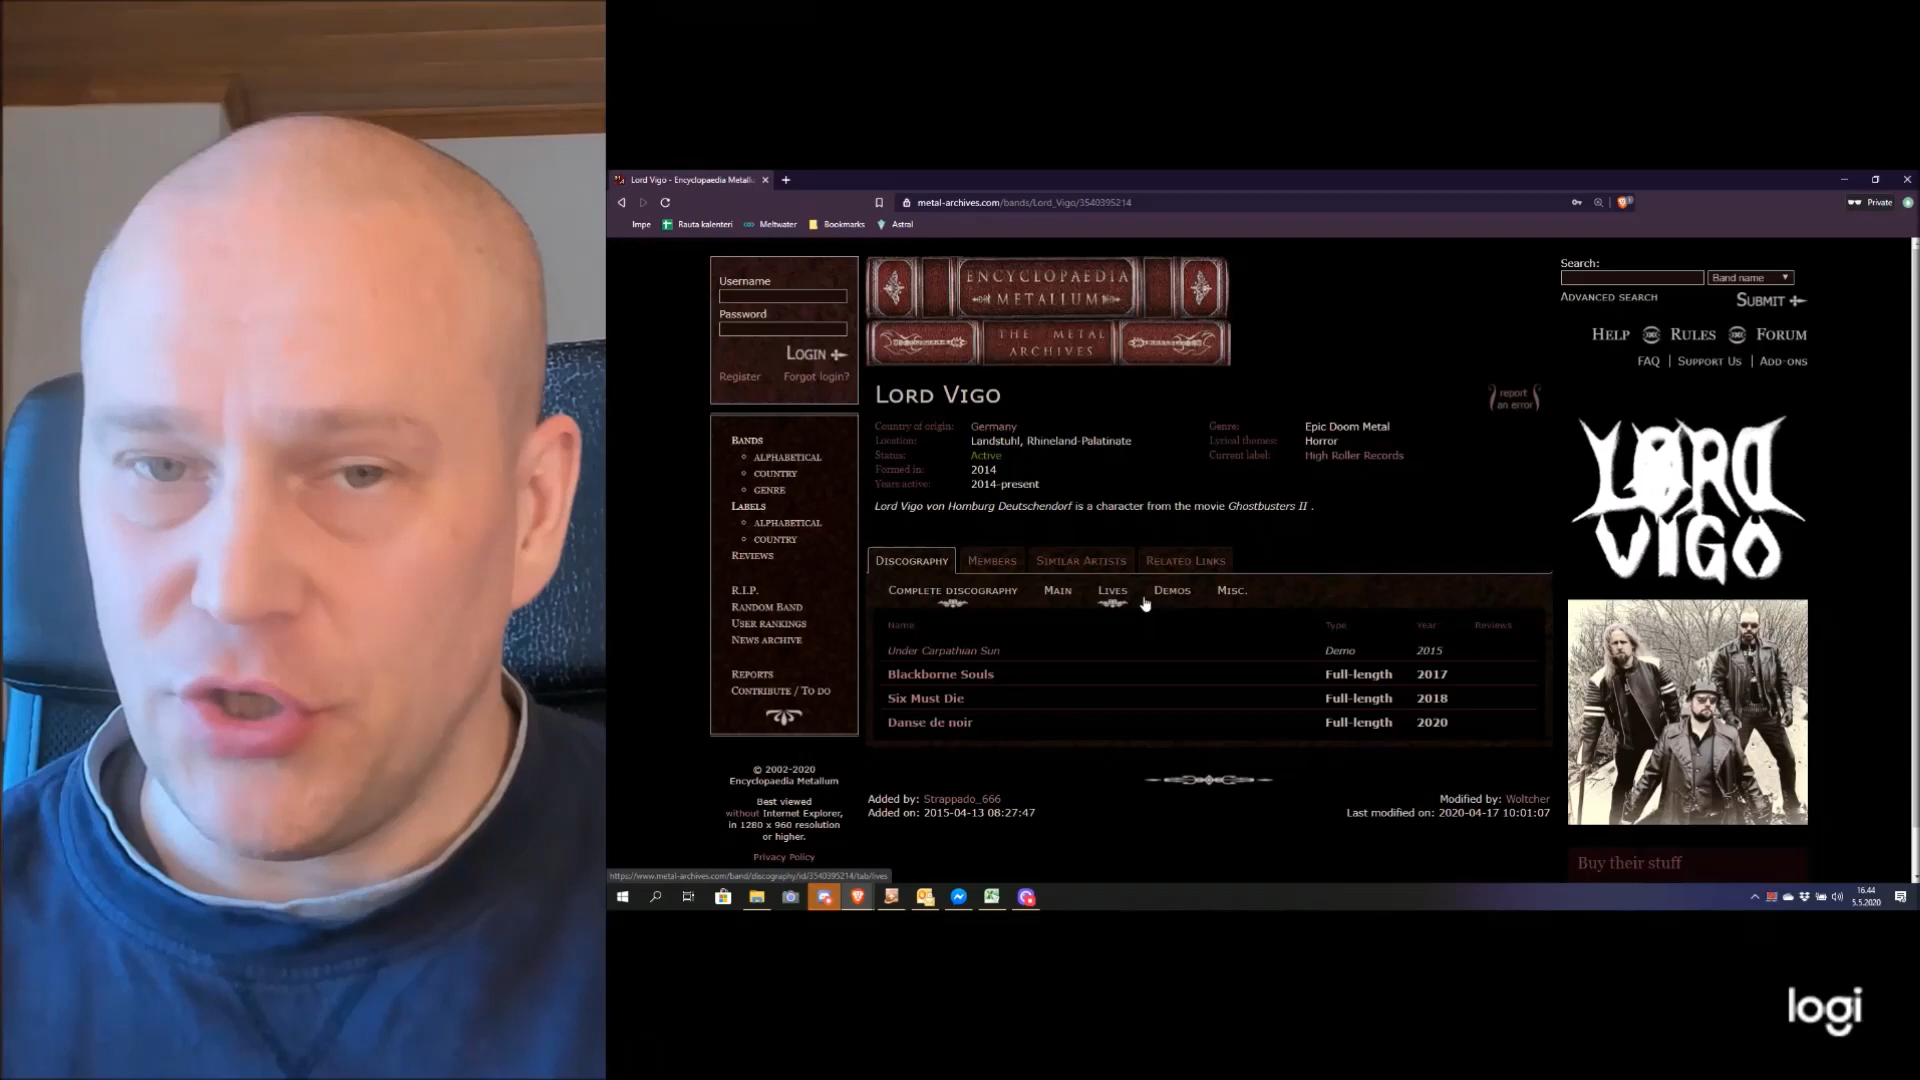 Lord Vigo - Encyclopaedia Metallu
metal-archives.com/bands/Lord_Vigo/3540395214
Private
Impe
Rauta kalenteri
Meltwater
Bookmarks
Astral
Username
Password
LOGIN
Register
Forgot login?
ENCYCLOPAEDIA
METALLUM
THE METAL
ARCHIVES
Search:
Band name
ADVANCED SEARCH
SUBMIT
HELP RULES FORUM
FAQ | SUPPORT US | ADD-ONS
LORD VIGO
report
an error
Country of origin: Germany
Location: Landstuhl, Rhineland-Palatinate
Status: Active
Formed in: 2014
Years active: 2014-present
Genre: Epic Doom Metal
Lyrical themes: Horror
Current label: High Roller Records
Lord Vigo von Homburg Deutschendorf is a character from the movie Ghostbusters II .
BANDS
ALPHABETICAL
COUNTRY
GENRE
LABELS
ALPHABETICAL
COUNTRY
REVIEWS
R.I.P.
RANDOM BAND
USER RANKINGS
NEWS ARCHIVE
REPORTS
CONTRIBUTE / TO DO
DISCOGRAPHY MEMBERS SIMILAR ARTISTS RELATED LINKS
COMPLETE DISCOGRAPHY MAIN LIVES DEMOS MISC.
Name Type Year Reviews
Under Carpathian Sun Demo 2015
Blackborne Souls Full-length 2017
Six Must Die Full-length 2018
Danse de noir Full-length 2020
Added by: Strappado_666
Added on: 2015-04-13 08:27:47
Modified by: Woltcher
Last modified on: 2020-04-17 10:01:07
LORD
VIGO
Buy their stuff
© 2002-2020
Encyclopaedia Metallum
Best viewed
without Internet Explorer,
in 1280 x 960 resolution
or higher.
Privacy Policy
https://www.metal-archives.com/band/discography/id/3540395214/tab/lives
16.44
5.5.2020
logi